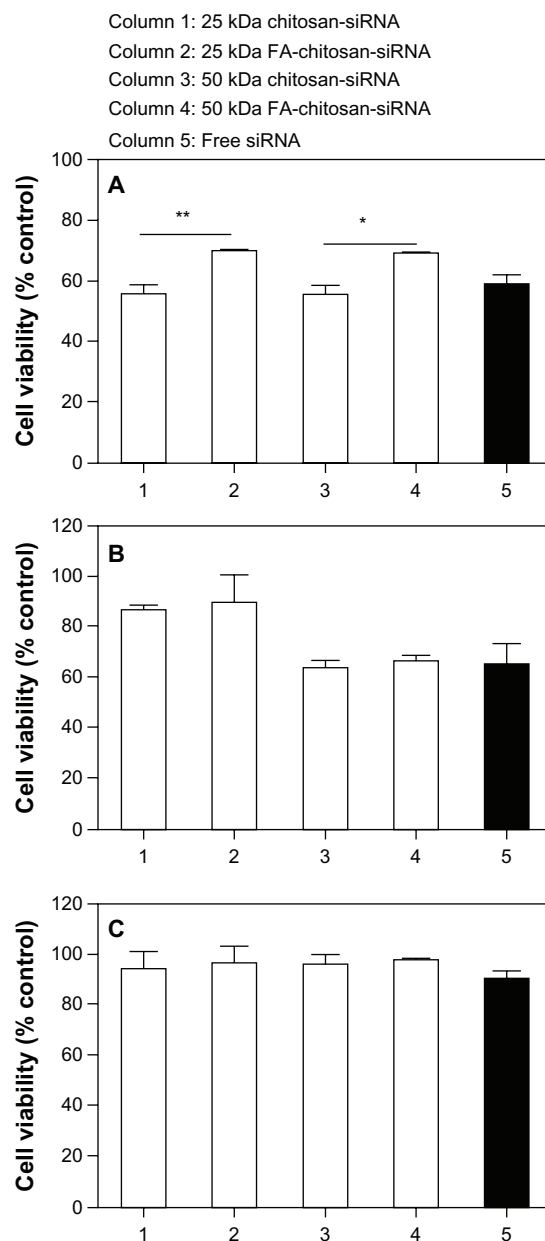 Column 1: 25 kDa chitosan-siRNA
Column 2: 25 kDa FA-chitosan-siRNA
Column 3: 50 kDa chitosan-siRNA
Column 4: 50 kDa FA-chitosan-siRNA
Column 5: Free siRNA
A
Cell viability (% control)
100
80
60
40
20
0
**
*
1 2 3 4 5
B
Cell viability (% control)
120
100
80
60
40
20
0
1 2 3 4 5
C
Cell viability (% control)
120
100
80
60
40
20
0
1 2 3 4 5